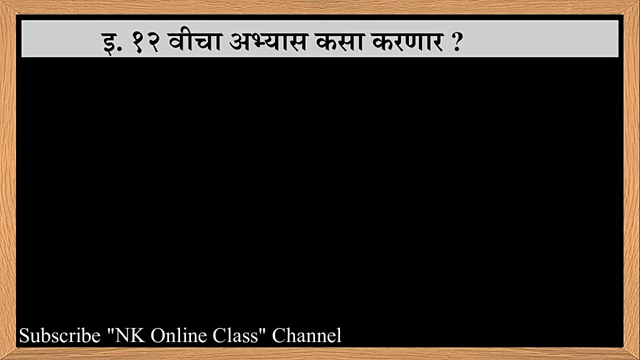 इ. १२ वीचा अभ्यास कसा करणार ?
Subscribe "NK Online Class" Channel